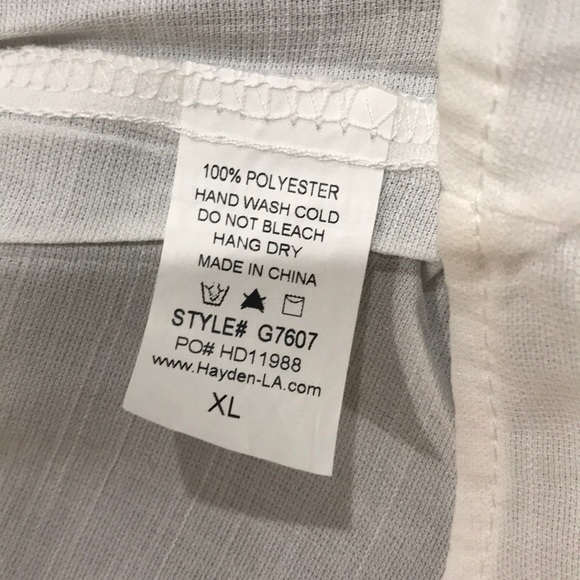 100% POLYESTER
HAND WASH COLD
DO NOT BLEACH
HANG DRY
MADE IN CHINA
STYLE# G7607
PO# HD11988
www.Hayden-LA.com
XL